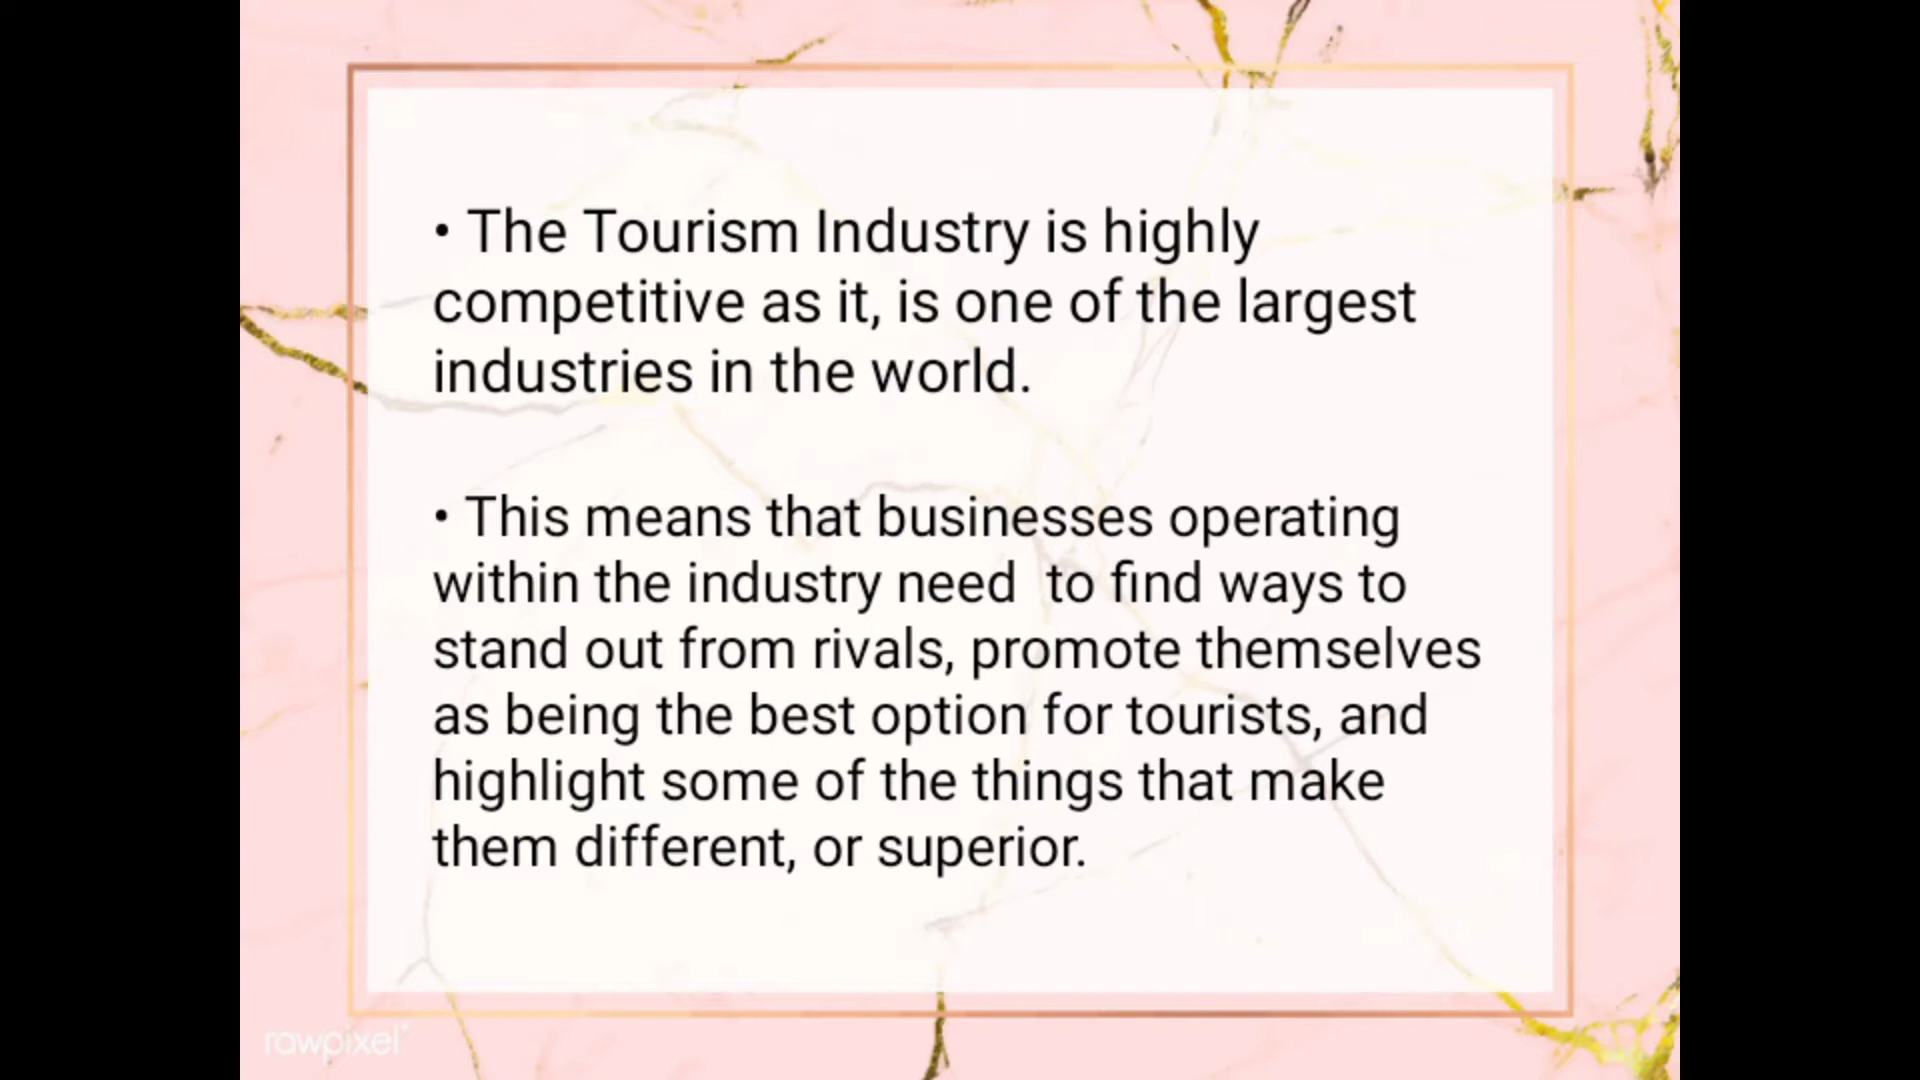 • The Tourism Industry is highly
competitive as it, is one of the largest
industries in the world.
• This means that businesses operating
within the industry need  to find ways to
stand out from rivals, promote themselves
as being the best option for tourists, and
highlight some of the things that make
them different, or superior.
rawpixel